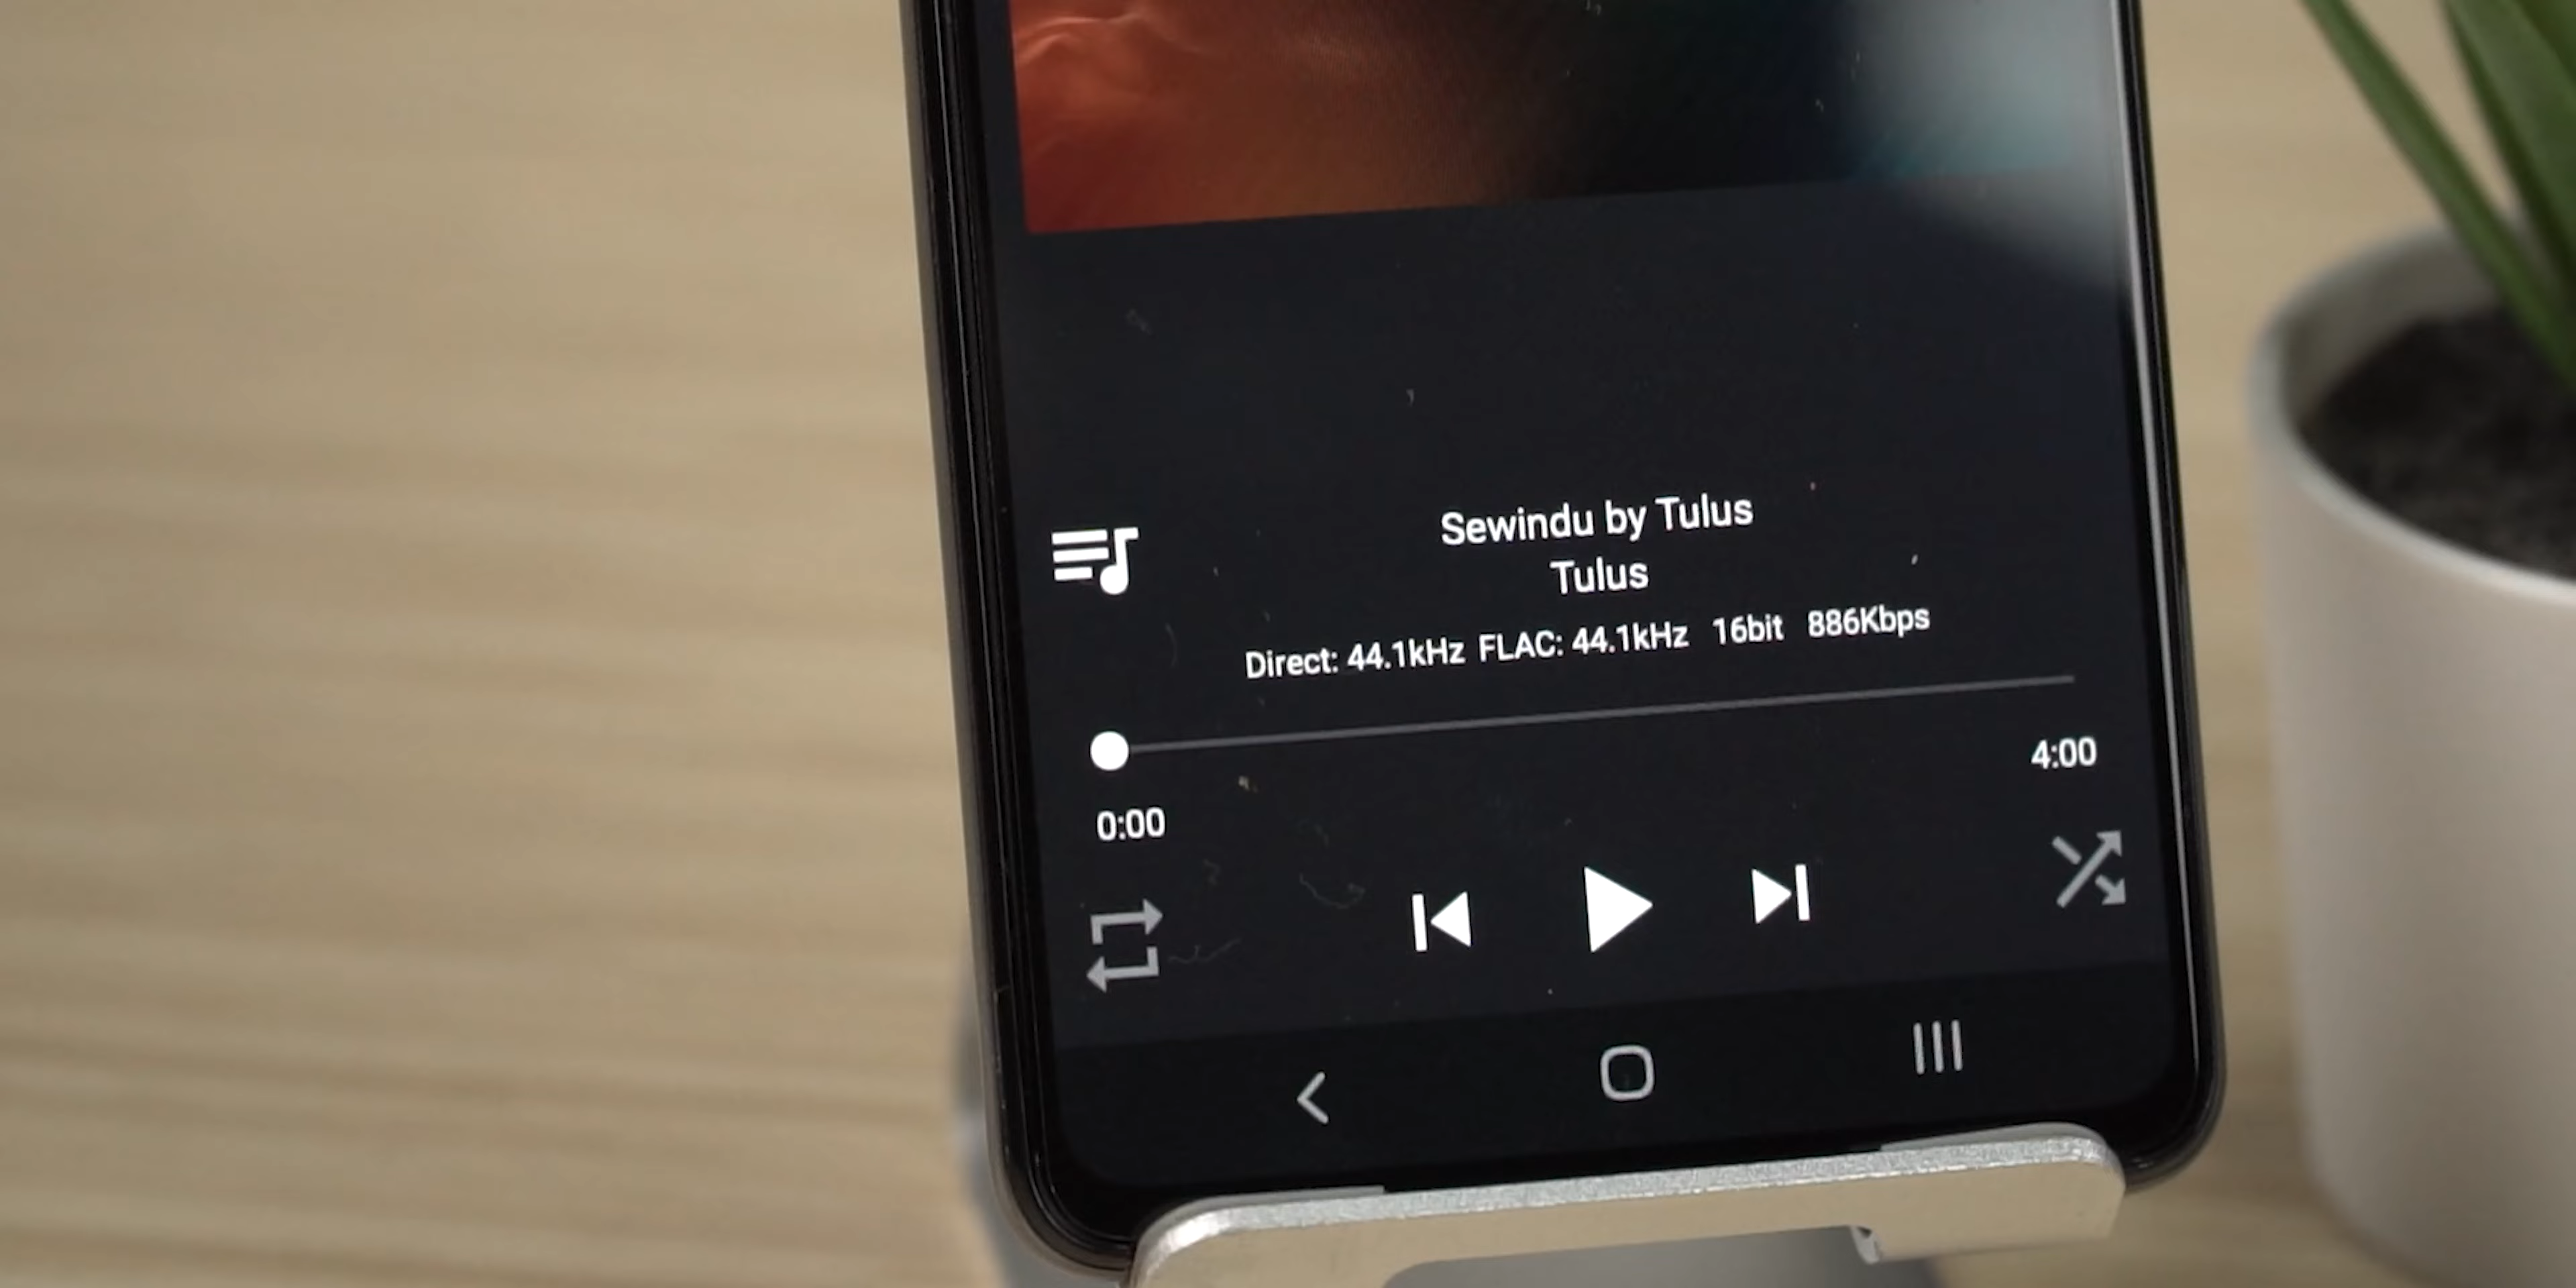 Sewindu by Tulus
Tulus
Direct: 44.1kHz FLAC: 44.1kHz 16bit 886Kbps
4:00
0:00